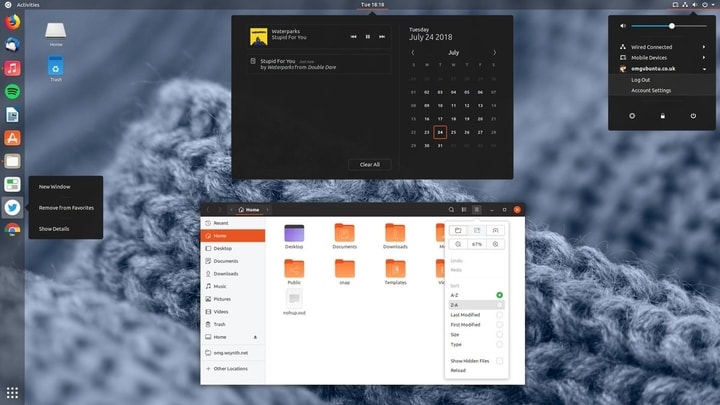 Activities
Tue 18:18
Home
Trash
New Window
Remove from Favorites
Show Details
Waterparks
Stupid For You
Stupid For You just now
by Waterparks from Double Dare
Clear All
Tuesday
July 24 2018
July
01 02 03 04 05 06 07
08 09 10 11 12 13 14
15 16 17 18 19 20 21
22 23 24 25 26 27 28
29 30 31
Wired Connected
Mobile Devices
omgubuntu.co.uk
Log Out
Account Settings
Home
Recent
Home
Desktop
Documents
Downloads
Music
Pictures
Videos
Trash
Home
omg.woynth.net
Other Locations
Desktop
Documents
Downloads
Public
snap
Templates
nohup.out
67%
Undo
Redo
Sort
A-Z
Z-A
Last Modified
First Modified
Size
Type
Show Hidden Files
Reload